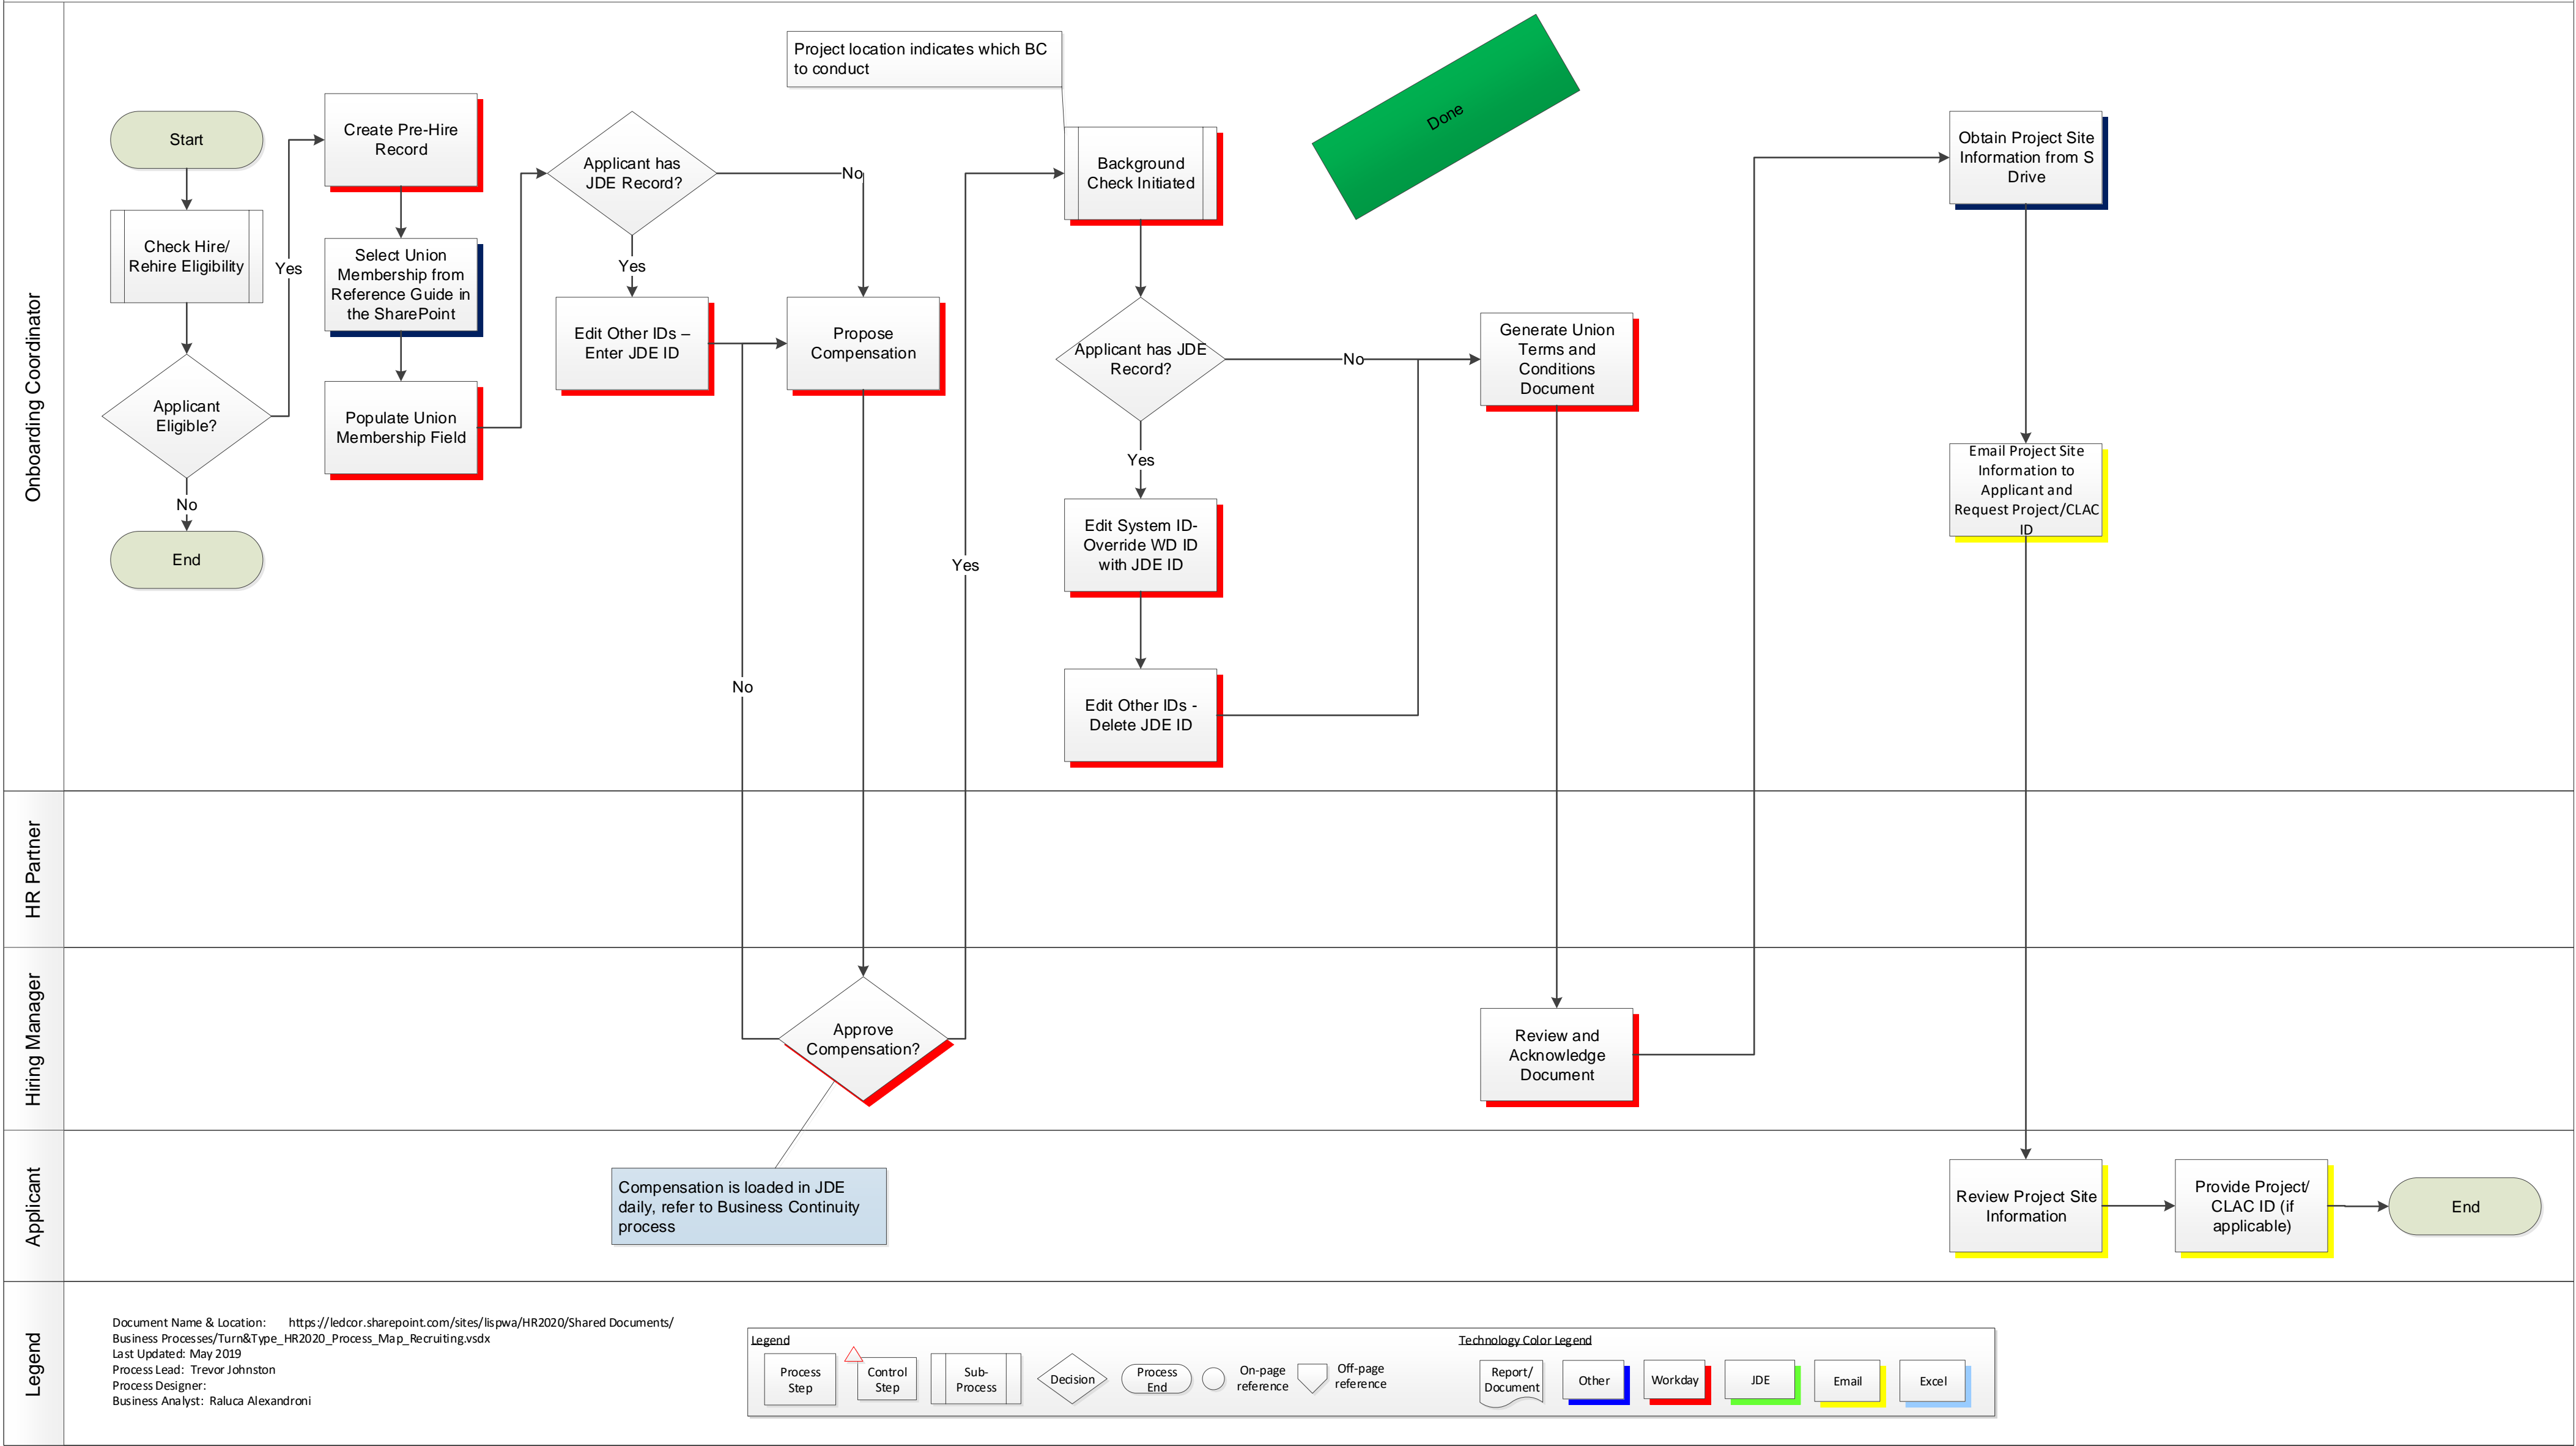 Onboarding Coordinator
Start
Check Hire/
Rehire Eligibility
Applicant
Eligible?
Yes
No
End
Create Pre-Hire
Record
Select Union
Membership from
Reference Guide in
the SharePoint
Populate Union
Membership Field
Applicant has
JDE Record?
No
Yes
Edit Other IDs –
Enter JDE ID
Propose
Compensation
No
Yes
Project location indicates which BC
to conduct
Background
Check Initiated
Applicant has JDE
Record?
No
Yes
Edit System ID-
Override WD ID
with JDE ID
Edit Other IDs -
Delete JDE ID
Done
Generate Union
Terms and
Conditions
Document
Obtain Project Site
Information from S
Drive
Email Project Site
Information to
Applicant and
Request Project/CLAC
ID
HR Partner
Hiring Manager
Approve
Compensation?
Review and
Acknowledge
Document
Applicant
Compensation is loaded in JDE
daily, refer to Business Continuity
process
Review Project Site
Information
Provide Project/
CLAC ID (if
applicable)
End
Legend
Document Name & Location: https://ledcor.sharepoint.com/sites/lispwa/HR2020/Shared Documents/
Business Processes/Turn&Type_HR2020_Process_Map_Recruiting.vsdx
Last Updated: May 2019
Process Lead: Trevor Johnston
Process Designer:
Business Analyst: Raluca Alexandroni
Legend
Process
Step
Control
Step
Sub-
Process
Decision
Process
End
On-page
reference
Off-page
reference
Technology Color Legend
Report/
Document
Other
Workday
JDE
Email
Excel